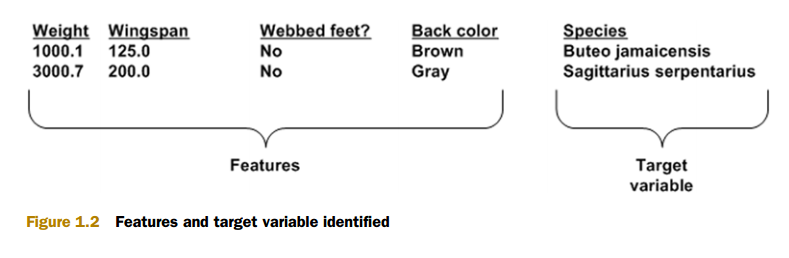 Weight Wingspan Webbed feet? Back color Species
1000.1 125.0 No Brown Buteo jamaicensis
3000.7 200.0 No Gray Sagittarius serpentarius
Features Target
variable
Figure 1.2 Features and target variable identified